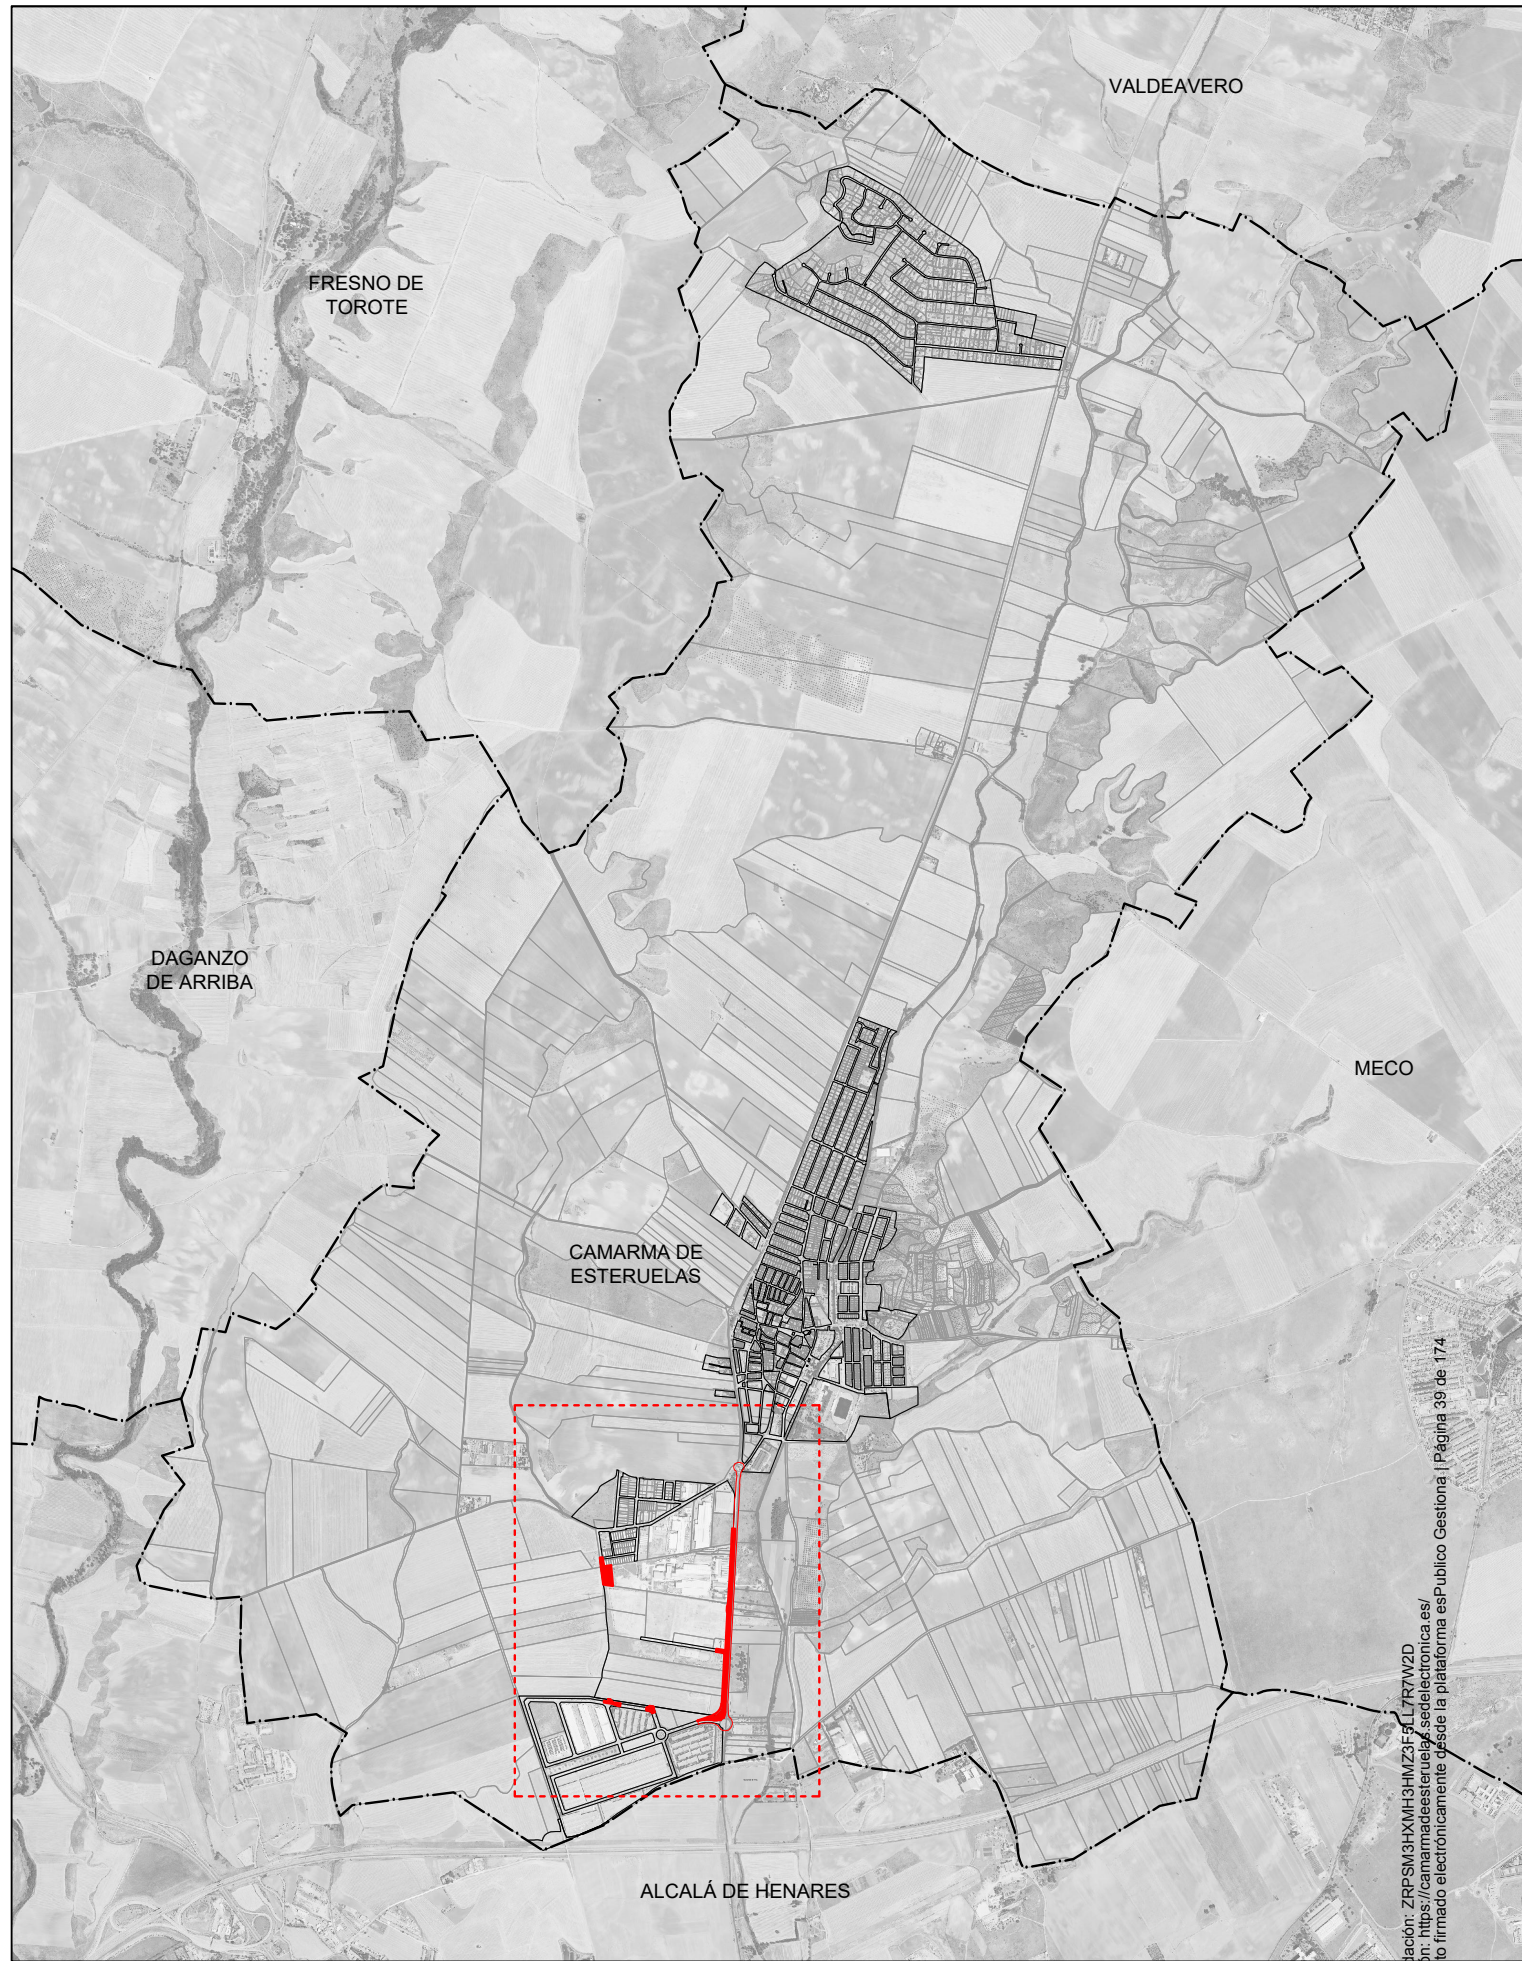 VALDEAVERO
FRESNO DE
TOROTE
DAGANZO
DE ARRIBA
MECO
CAMARMA DE
ESTERUELAS
ALCALÁ DE HENARES
dación: ZRPSM3HXMH3HMZ3F5LL7R7W2D
ón: https://camarmadeesteruelas.sedelectronica.es/
to firmado electrónicamente desde la plataforma esPublico Gestiona | Página 39 de 174